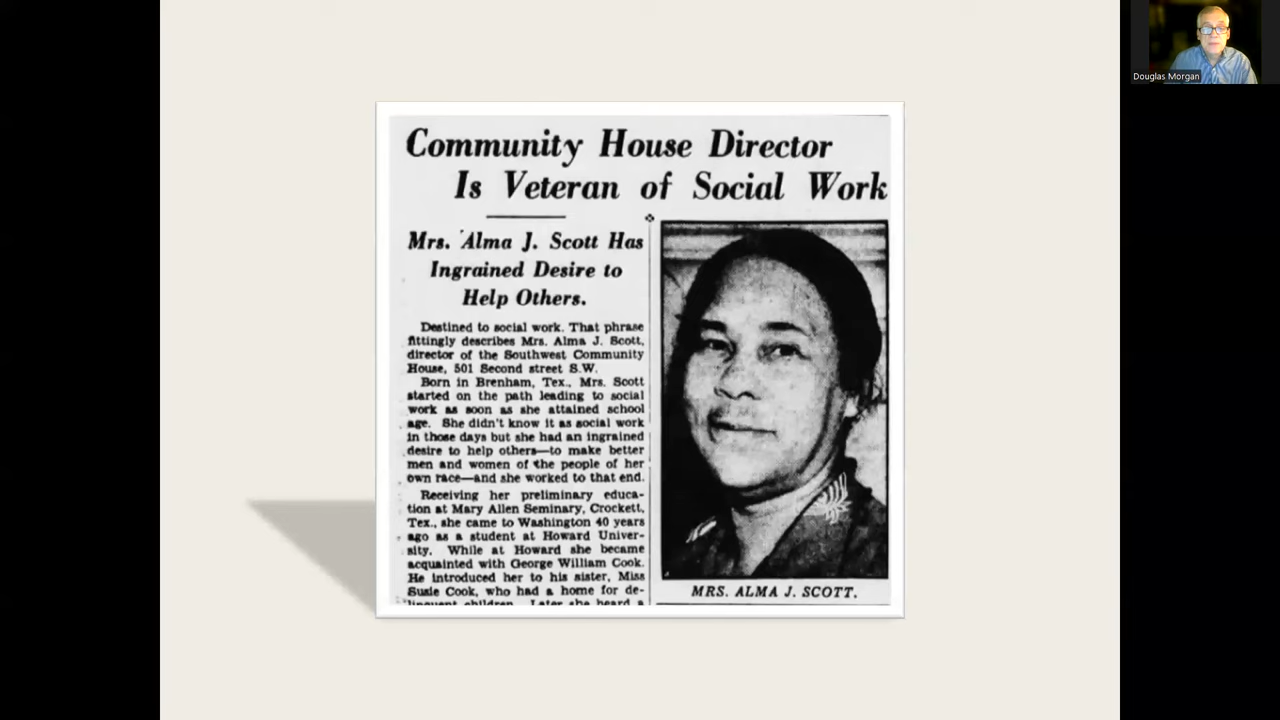 Community House Director
Is Veteran of Social Work
Mrs. Alma J. Scott Has
Ingrained Desire to
Help Others.
Destined to social work. That phrase
fittingly describes Mrs. Alma J. Scott,
director of the Southwest Community
House, 501 Second street S.W.
Born in Brenham, Tex., Mrs. Scott
started on the path leading to social
work as soon as she attained school
age. She didn't know it as social work
in those days but she had an ingrained
desire to help others—to make better
men and women of the people of her
own race—and she worked to that end.
Receiving her preliminary educa-
tion at Mary Allen Seminary, Crockett,
Tex., she came to Washington 40 years
ago as a student at Howard Univer-
sity. While at Howard she became
acquainted with George William Cook.
He introduced her to his sister, Miss
Susie Cook, who had a home for de-
linquent children. Later she heard a
MRS. ALMA J. SCOTT.
Douglas Morgan